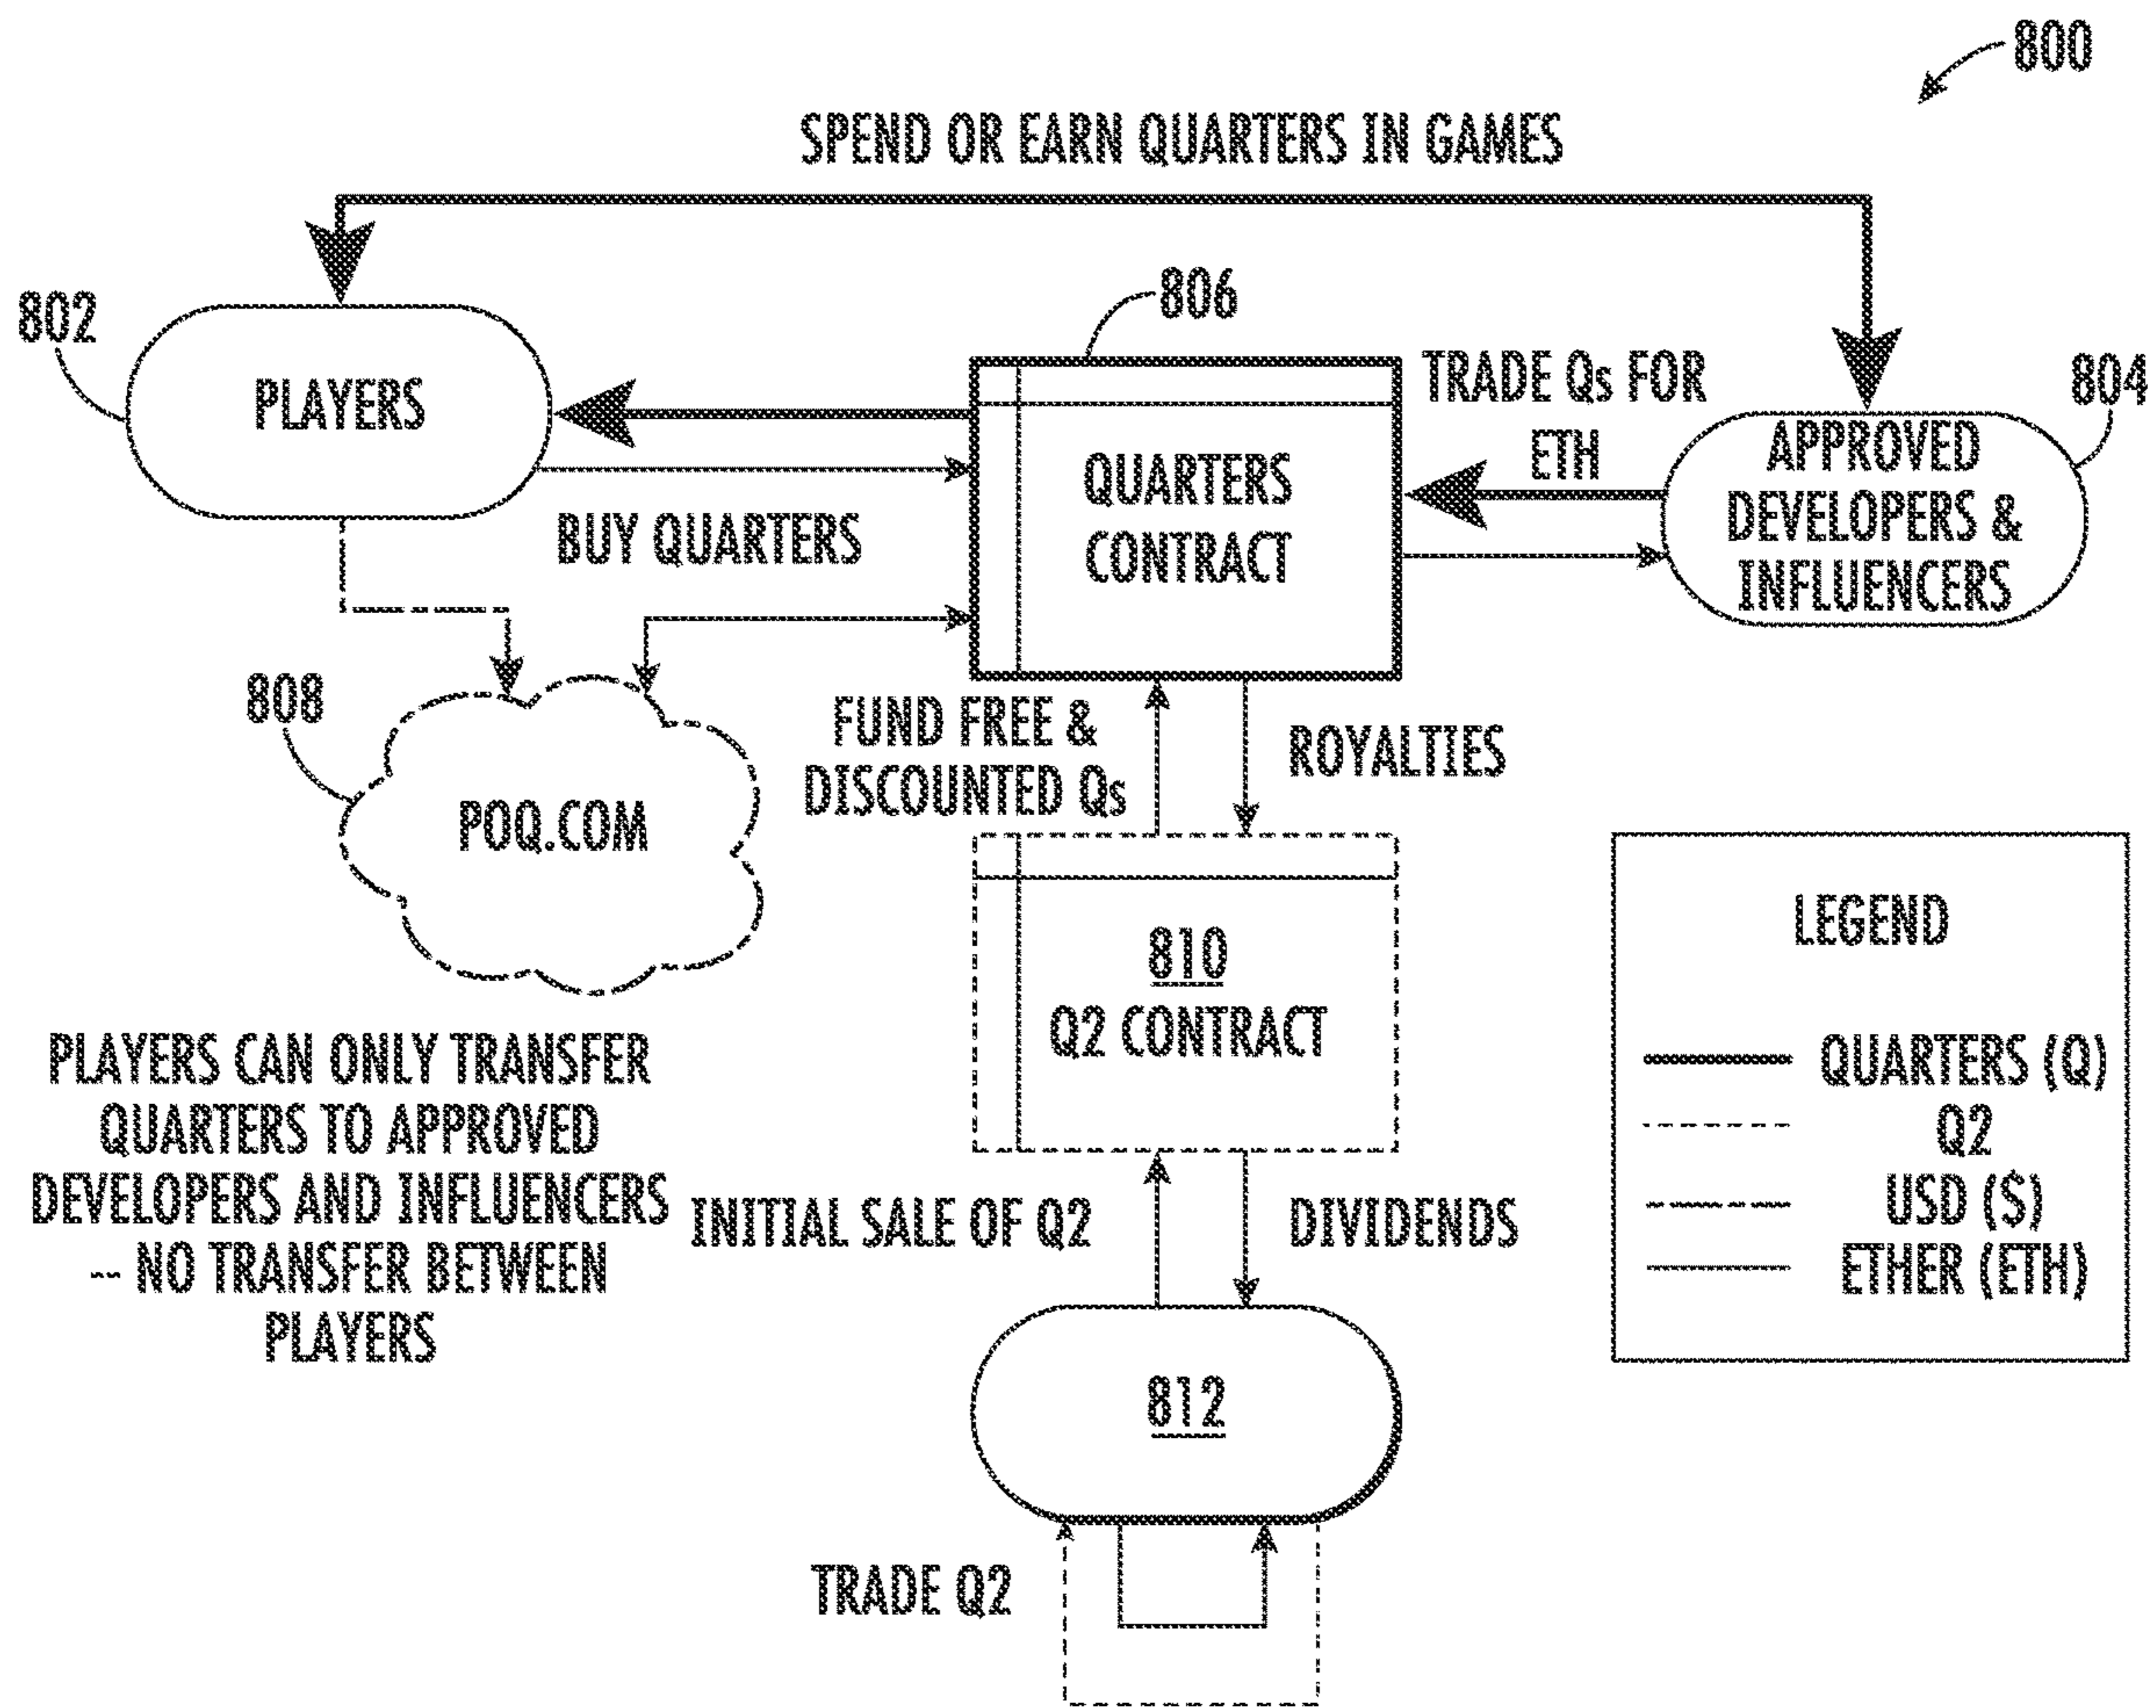 800
SPEND OR EARN QUARTERS IN GAMES
802
PLAYERS
806
TRADE Qs FOR
ETH
804
APPROVED
DEVELOPERS &
INFLUENCERS
QUARTERS
CONTRACT
BUY QUARTERS
808
POQ.COM
FUND FREE &
DISCOUNTED Qs
ROYALTIES
810
Q2 CONTRACT
LEGEND
QUARTERS (Q)
Q2
USD ($)
ETHER (ETH)
PLAYERS CAN ONLY TRANSFER
QUARTERS TO APPROVED
DEVELOPERS AND INFLUENCERS
-- NO TRANSFER BETWEEN
PLAYERS
INITIAL SALE OF Q2
DIVIDENDS
812
TRADE Q2